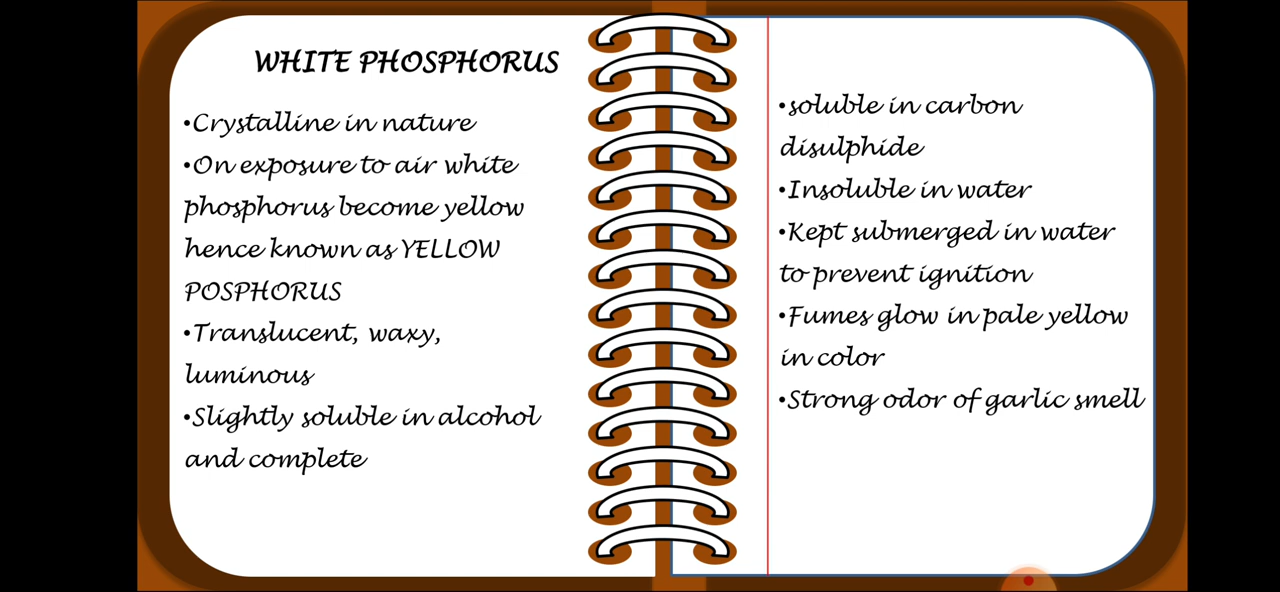 WHITE PHOSPHORUS
•Crystalline in nature
•On exposure to air white
phosphorus become yellow
hence known as YELLOW
POSPHORUS
•Translucent, waxy,
luminous
•Slightly soluble in alcohol
and complete
•soluble in carbon
disulphide
•Insoluble in water
•Kept submerged in water
to prevent ignition
•Fumes glow in pale yellow
in color
•Strong odor of garlic smell